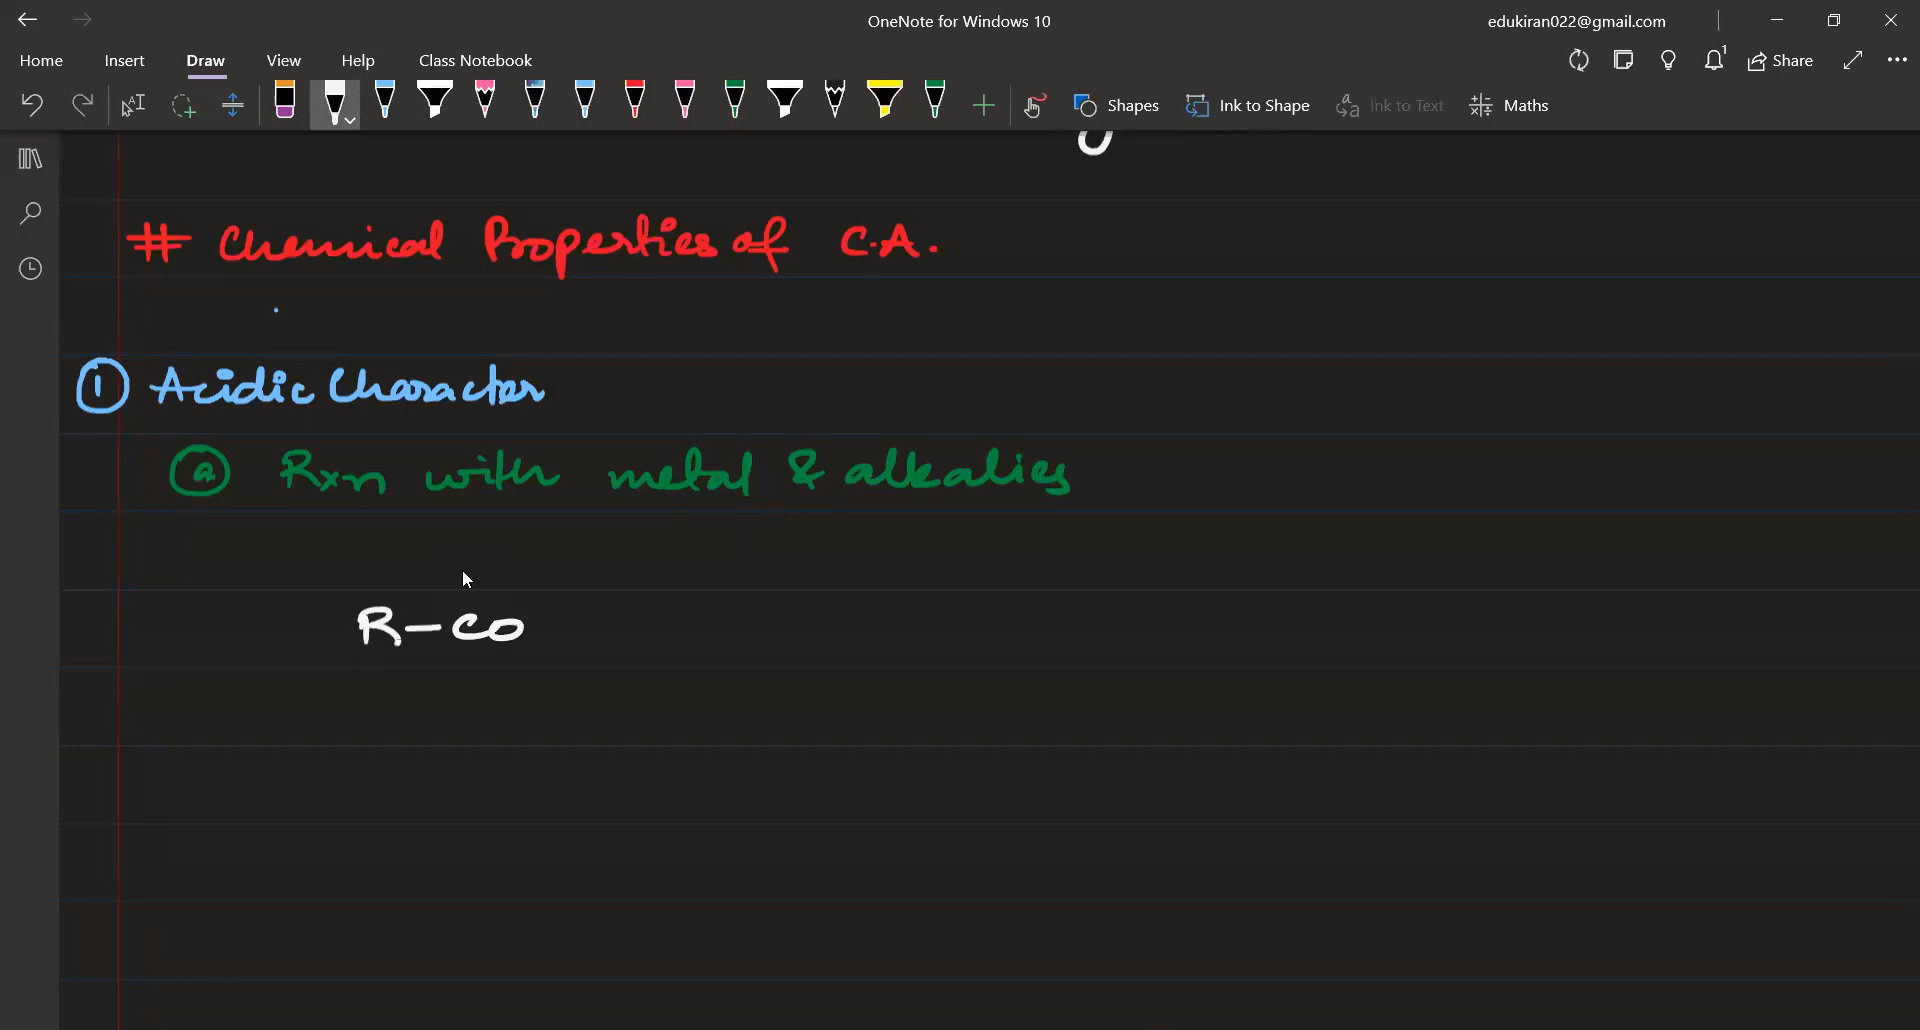 OneNote for Windows 10
edukiran022@gmail.com
Home Insert Draw View Help Class Notebook
1 Share
Shapes Ink to Shape Ink to Text Maths
# Chemical Properties of C.A.
① Acidic Character
ⓐ Rxn with metal & alkalies
R-CO